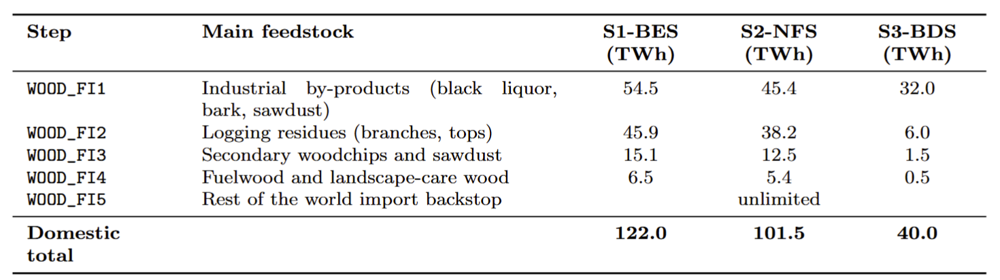 Step Main feedstock S1-BES S2-NFS S3-BDS
(TWh) (TWh) (TWh)
WOOD_FI1 Industrial by-products (black liquor, 54.5 45.4 32.0
bark, sawdust)
WOOD_FI2 Logging residues (branches, tops) 45.9 38.2 6.0
WOOD_FI3 Secondary woodchips and sawdust 15.1 12.5 1.5
WOOD_FI4 Fuelwood and landscape-care wood 6.5 5.4 0.5
WOOD_FI5 Rest of the world import backstop unlimited
Domestic 122.0 101.5 40.0
total